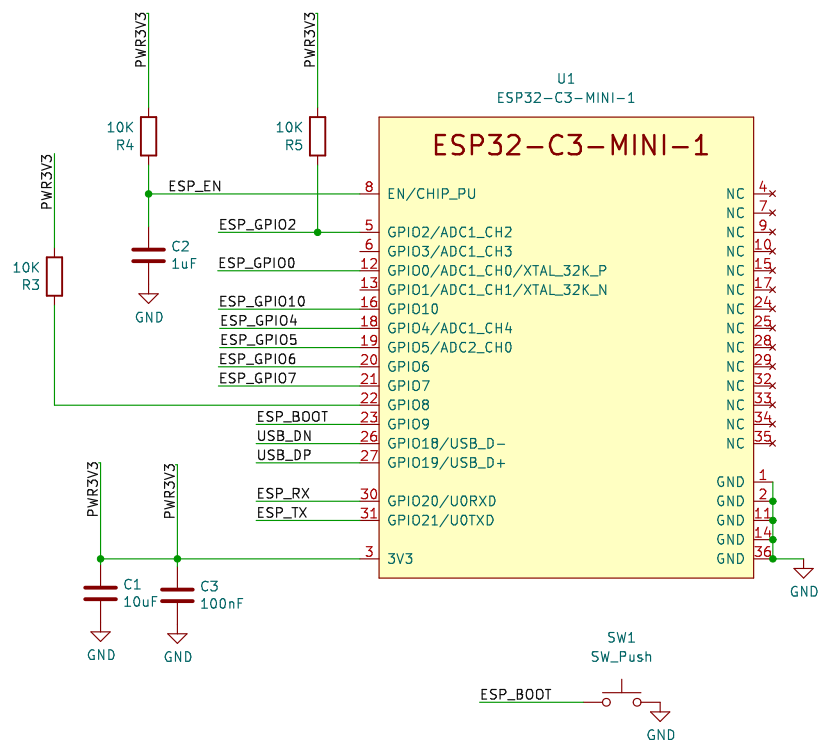 PWR3V3
PWR3V3
U1
ESP32-C3-MINI-1
10K
R4
10K
R5
ESP32-C3-MINI-1
PWR3V3
ESP_EN
8
EN/CHIP_PU
NC
4
NC
7
ESP_GPIO2
5
GPIO2/ADC1_CH2
NC
9
C2
1uF
6
GPIO3/ADC1_CH3
NC
10
10K
R3
ESP_GPIO0
12
GPIO0/ADC1_CH0/XTAL_32K_P
NC
15
13
GPIO1/ADC1_CH1/XTAL_32K_N
NC
17
GND
ESP_GPIO10
16
GPIO10
NC
24
ESP_GPIO4
18
GPIO4/ADC1_CH4
NC
25
ESP_GPIO5
19
GPIO5/ADC2_CH0
NC
28
ESP_GPIO6
20
GPIO6
NC
29
ESP_GPIO7
21
GPIO7
NC
32
22
GPIO8
NC
33
ESP_BOOT
23
GPIO9
NC
34
USB_DN
26
GPIO18/USB_D-
NC
35
USB_DP
27
GPIO19/USB_D+
PWR3V3
PWR3V3
GND
1
ESP_RX
30
GPIO20/U0RXD
GND
2
ESP_TX
31
GPIO21/U0TXD
GND
11
GND
14
3
3V3
GND
36
C1
10uF
C3
100nF
GND
GND
GND
SW1
SW_Push
ESP_BOOT
GND